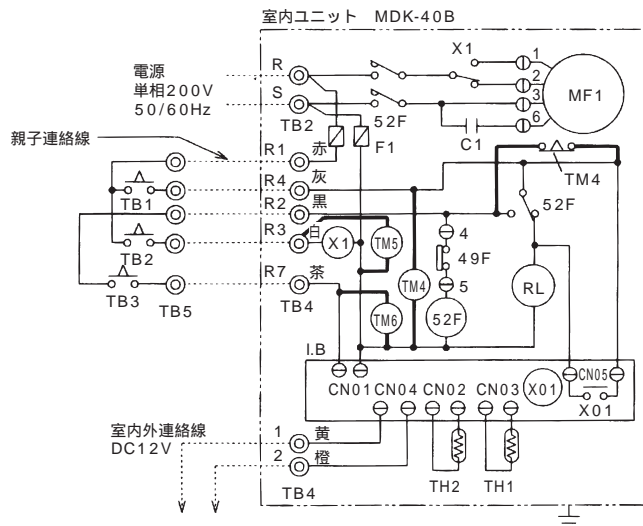 室内ユニット MDK-40B
電源
単相200V
50/60Hz
R
S
TB2
52F
X1
1
2
3
6
MF1
C1
F1
親子連絡線
R1 赤
R4 灰
R2 黒
R3 白
R7 茶
TB1
TB2
TB3
TB5
TB4
X1
TM5
TM6
TM4
4
49F
5
52F
TM4
52F
RL
I.B
CN01
CN04
CN02
CN03
X01
CN05
X01
室内外連絡線
DC12V
1 黄
2 橙
TB4
TH2
TH1